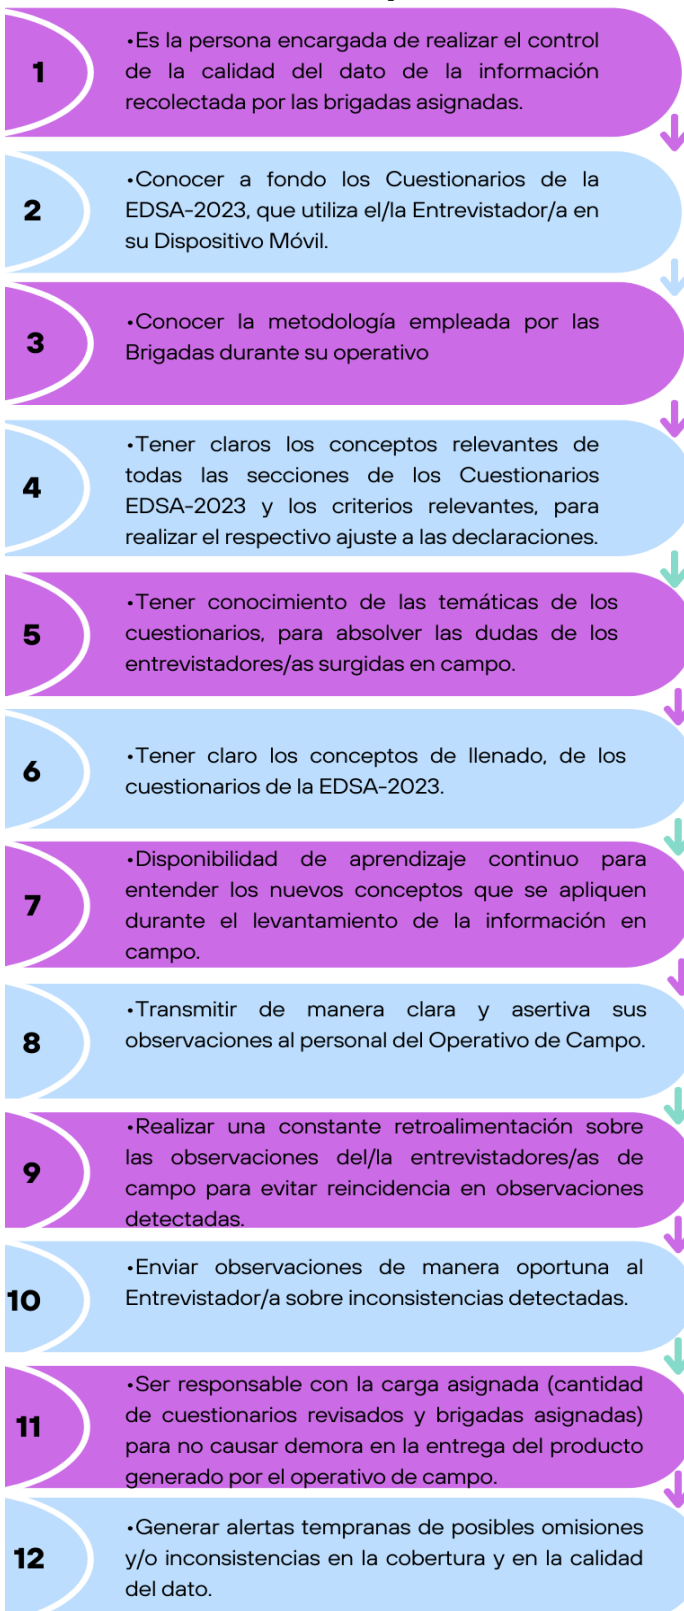 1
•Es la persona encargada de realizar el control
de la calidad del dato de la información
recolectada por las brigadas asignadas.
2
•Conocer a fondo los Cuestionarios de la
EDSA-2023, que utiliza el/la Entrevistador/a en
su Dispositivo Móvil.
3
•Conocer la metodología empleada por las
Brigadas durante su operativo
4
•Tener claros los conceptos relevantes de
todas las secciones de los Cuestionarios
EDSA-2023 y los criterios relevantes, para
realizar el respectivo ajuste a las declaraciones.
5
•Tener conocimiento de las temáticas de los
cuestionarios, para absolver las dudas de los
entrevistadores/as surgidas en campo.
6
•Tener claro los conceptos de llenado, de los
cuestionarios de la EDSA-2023.
7
•Disponibilidad de aprendizaje continuo para
entender los nuevos conceptos que se apliquen
durante el levantamiento de la información en
campo.
8
•Transmitir de manera clara y asertiva sus
observaciones al personal del Operativo de Campo.
9
•Realizar una constante retroalimentación sobre
las observaciones del/la entrevistadores/as de
campo para evitar reincidencia en observaciones
detectadas.
10
•Enviar observaciones de manera oportuna al
Entrevistador/a sobre inconsistencias detectadas.
11
•Ser responsable con la carga asignada (cantidad
de cuestionarios revisados y brigadas asignadas)
para no causar demora en la entrega del producto
generado por el operativo de campo.
12
•Generar alertas tempranas de posibles omisiones
y/o inconsistencias en la cobertura y en la calidad
del dato.